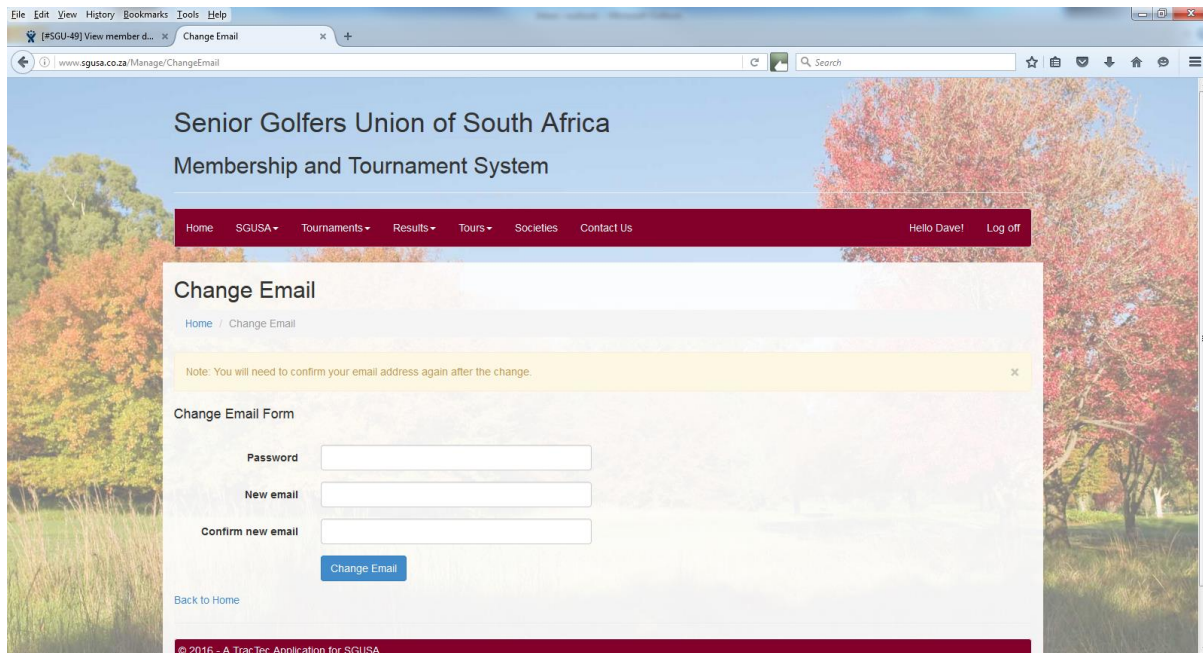 File Edit View History Bookmarks Tools Help
[#SGU-49] View member d... × Change Email × +
www.sgusa.co.za/Manage/ChangeEmail Search
Senior Golfers Union of South Africa
Membership and Tournament System
Home SGUSA Tournaments Results Tours Societies Contact Us Hello Dave! Log off
Change Email
Home / Change Email
Note: You will need to confirm your email address again after the change. ×
Change Email Form
Password
New email
Confirm new email
Change Email
Back to Home
© 2016 - A TracTec Application for SGUSA